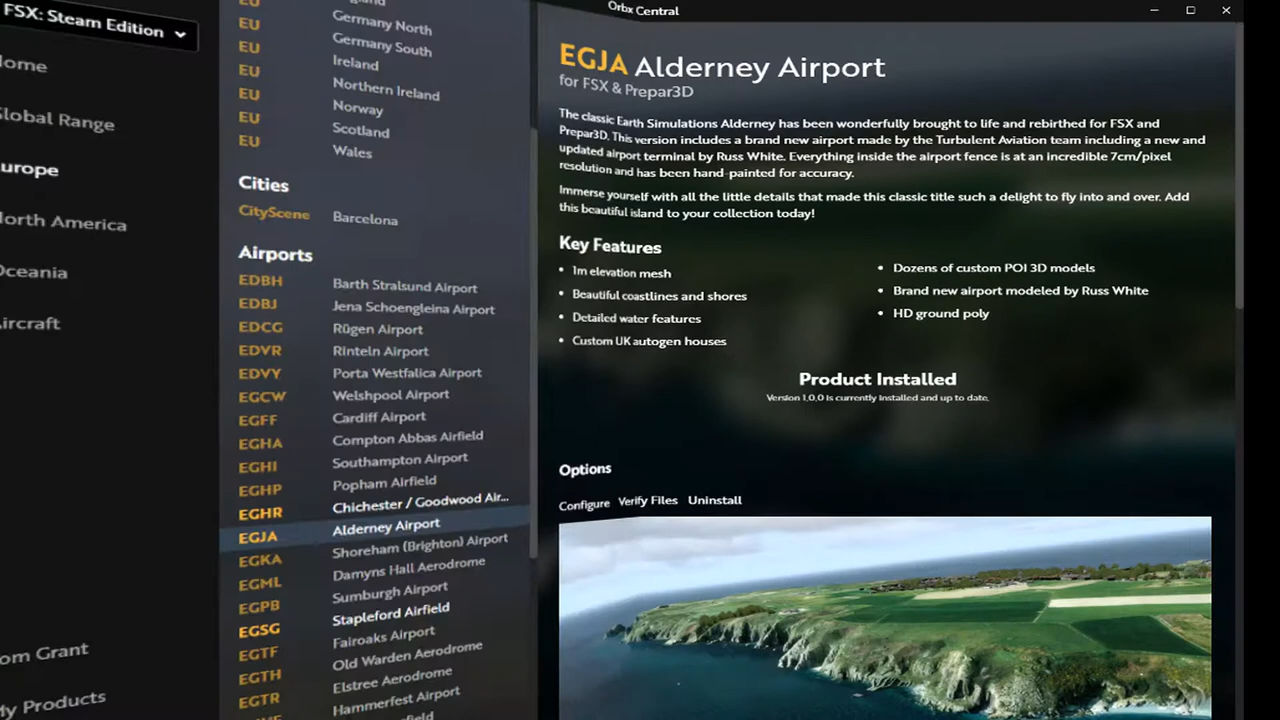 FSX: Steam Edition
Europe
North America
Oceania
Aircraft
My Products
EU
EU Germany North
EU Germany South
EU Ireland
EU Northern Ireland
EU Norway
EU Scotland
Wales
Cities
CityScene Barcelona
Airports
EDBH Barth Stralsund Airport
EDBJ Jena Schoengleina Airport
EDCG Rügen Airport
EDVR Rinteln Airport
EDVY Porta Westfalica Airport
EGCW Welshpool Airport
EGFF Cardiff Airport
EGHA Compton Abbas Airfield
EGHI Southampton Airport
EGHP Popham Airfield
EGHR Chichester / Goodwood Air...
EGJA Alderney Airport
EGKA Shoreham (Brighton) Airport
EGML Damyns Hall Aerodrome
EGPB Sumburgh Airport
EGSG Stapleford Airfield
EGTF Fairoaks Airport
EGTH Old Warden Aerodrome
EGTR Elstree Aerodrome
Hammerfest Airport
Orbx Central
EGJA Alderney Airport
for FSX & Prepar3D
The classic Earth Simulations Alderney has been wonderfully brought to life and rebirthed for FSX and
Prepar3D. This version includes a brand new airport made by the Turbulent Aviation team including a new and
updated airport terminal by Russ White. Everything inside the airport fence is at an incredible 7cm/pixel
resolution and has been hand-painted for accuracy.
Immerse yourself with all the little details that made this classic title such a delight to fly into and over. Add
this beautiful island to your collection today!
Key Features
• 1m elevation mesh
• Beautiful coastlines and shores
• Detailed water features
• Custom UK autogen houses
• Dozens of custom POI 3D models
• Brand new airport modeled by Russ White
• HD ground poly
Product Installed
Version 1.0.0 is currently installed and up to date.
Options
Configure Verify Files Uninstall